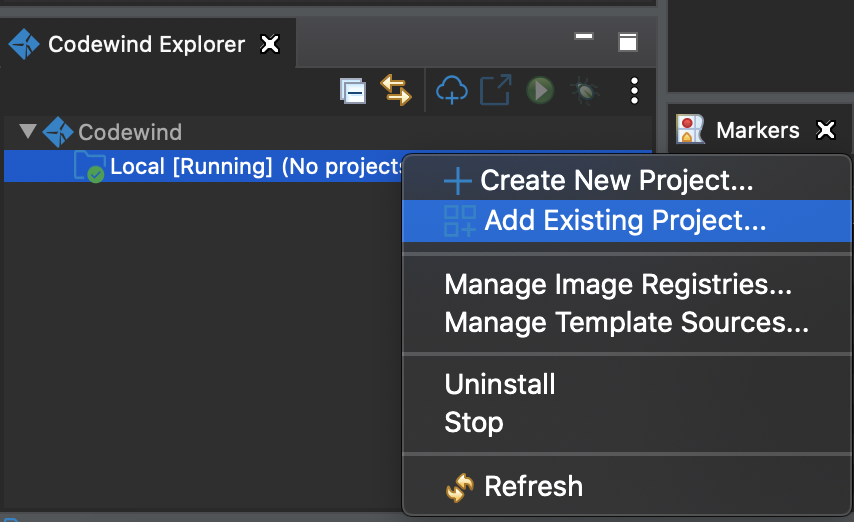 Codewind Explorer
Codewind
Local [Running] (No projects
Markers
Create New Project...
Add Existing Project...
Manage Image Registries...
Manage Template Sources...
Uninstall
Stop
Refresh